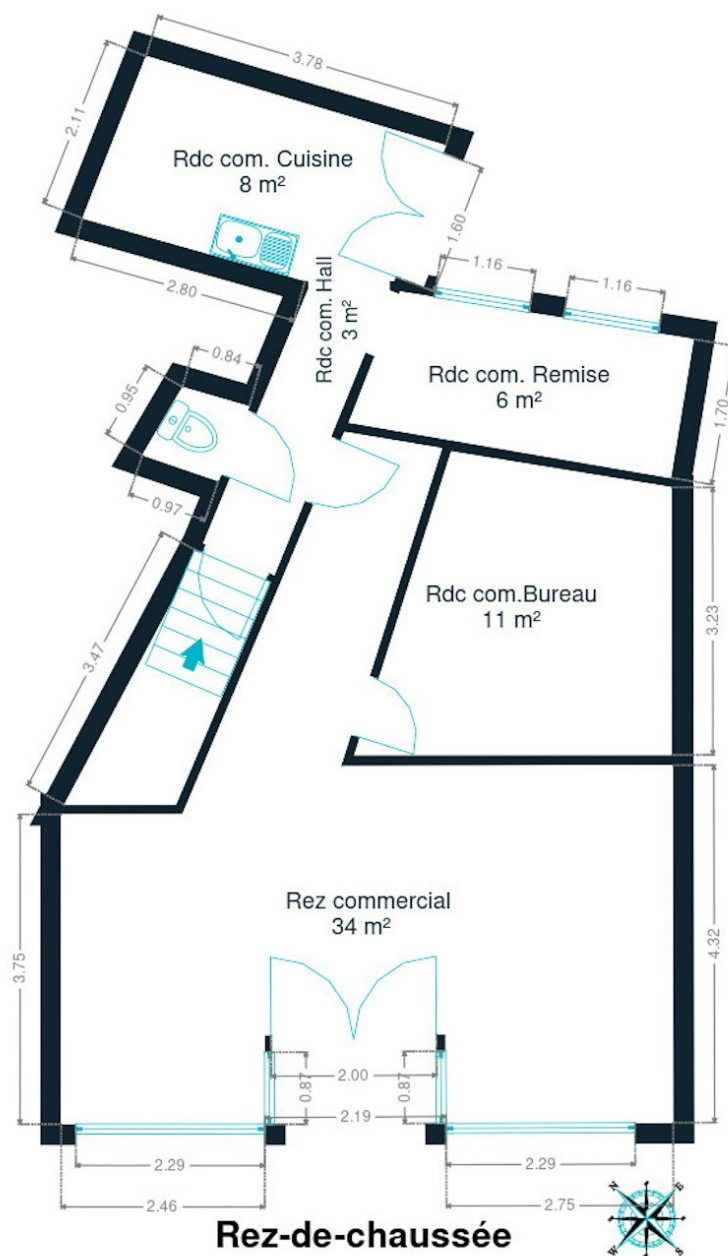 3.78
2.11
Rdc com. Cuisine
8 m²
1.60
2.80
1.16
1.16
Rdc com. Hall
3 m²
0.84
0.95
0.97
Rdc com. Remise
6 m²
1.70
3.47
Rdc com.Bureau
11 m²
3.23
Rez commercial
34 m²
3.75
4.32
0.87
2.00
0.87
2.19
2.29
2.29
2.46
2.75
Rez-de-chaussée
N
E
W
S